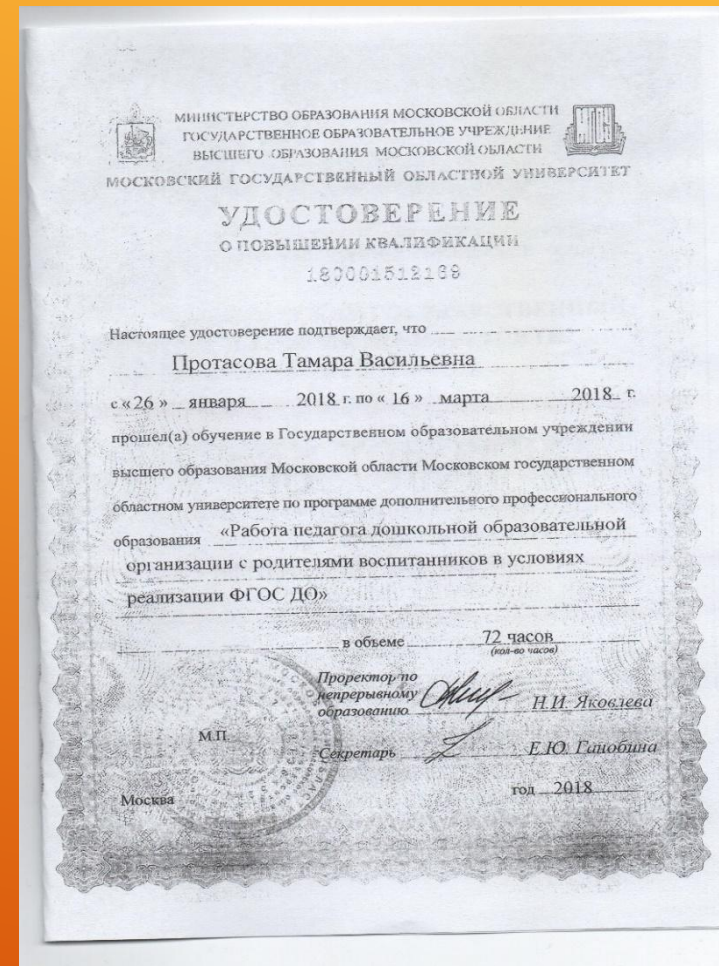 МИНИСТЕРСТВО ОБРАЗОВАНИЯ МОСКОВСКОЙ ОБЛАСТИ
ГОСУДАРСТВЕННОЕ ОБРАЗОВАТЕЛЬНОЕ УЧРЕЖДЕНИЕ
ВЫСШЕГО ОБРАЗОВАНИЯ МОСКОВСКОЙ ОБЛАСТИ
МОСКОВСКИЙ ГОСУДАРСТВЕННЫЙ ОБЛАСТНОЙ УНИВЕРСИТЕТ
УДОСТОВЕРЕНИЕ
О ПОВЫШЕНИИ КВАЛИФИКАЦИИ
Настоящее удостоверение подтверждает, что
Протасова Тамара Васильевна
с «26» января 2018 г. по «16» марта 2018 г.
прошел(а) обучение в Государственном образовательном учреждении
высшего образования Московской области Московском государственном
областном университете по программе дополнительного профессионального
образования «Работа педагога дошкольной образовательной
организации с родителями воспитанников в условиях
реализации ФГОС ДО»
в объеме 72 часов
(кол-во часов)
Проректор по
непрерывному
образованию Н.И. Яковлева
М.П.
Секретарь Е.Ю. Ганобина
Москва год 2018